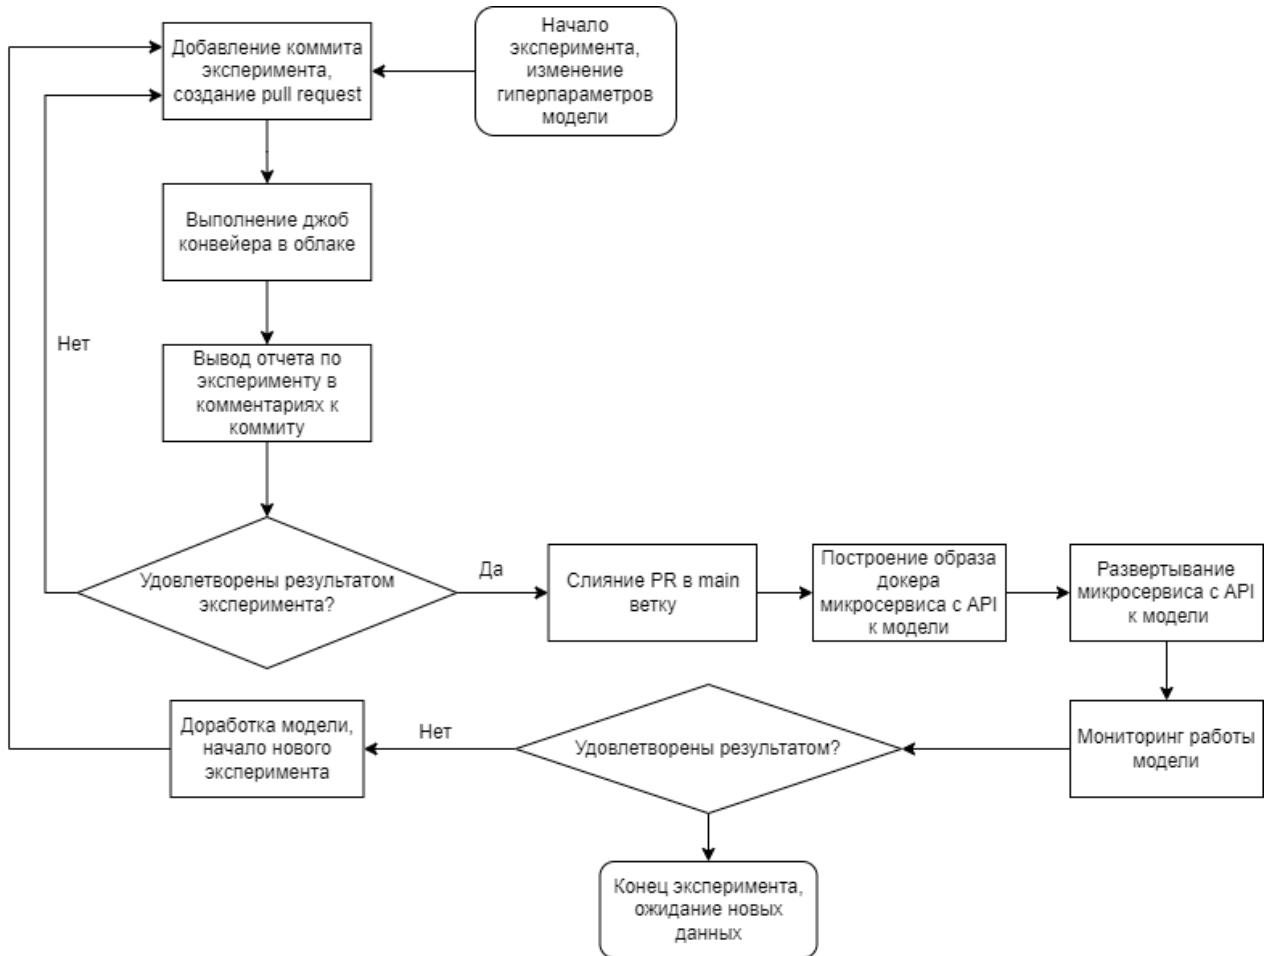 Начало
эксперимента,
изменение
гиперпараметров
модели
Добавление коммита
эксперимента,
создание pull request
Выполнение джоб
конвейера в облаке
Нет
Вывод отчета по
эксперименту в
комментариях к
коммиту
Удовлетворены результатом
эксперимента?
Да
Слияние PR в main
ветку
Построение образа
докера
микросервиса с API
к модели
Развертывание
микросервиса с API
к модели
Мониторинг работы
модели
Удовлетворены результатом?
Нет
Доработка модели,
начало нового
эксперимента
Конец эксперимента,
ожидание новых
данных